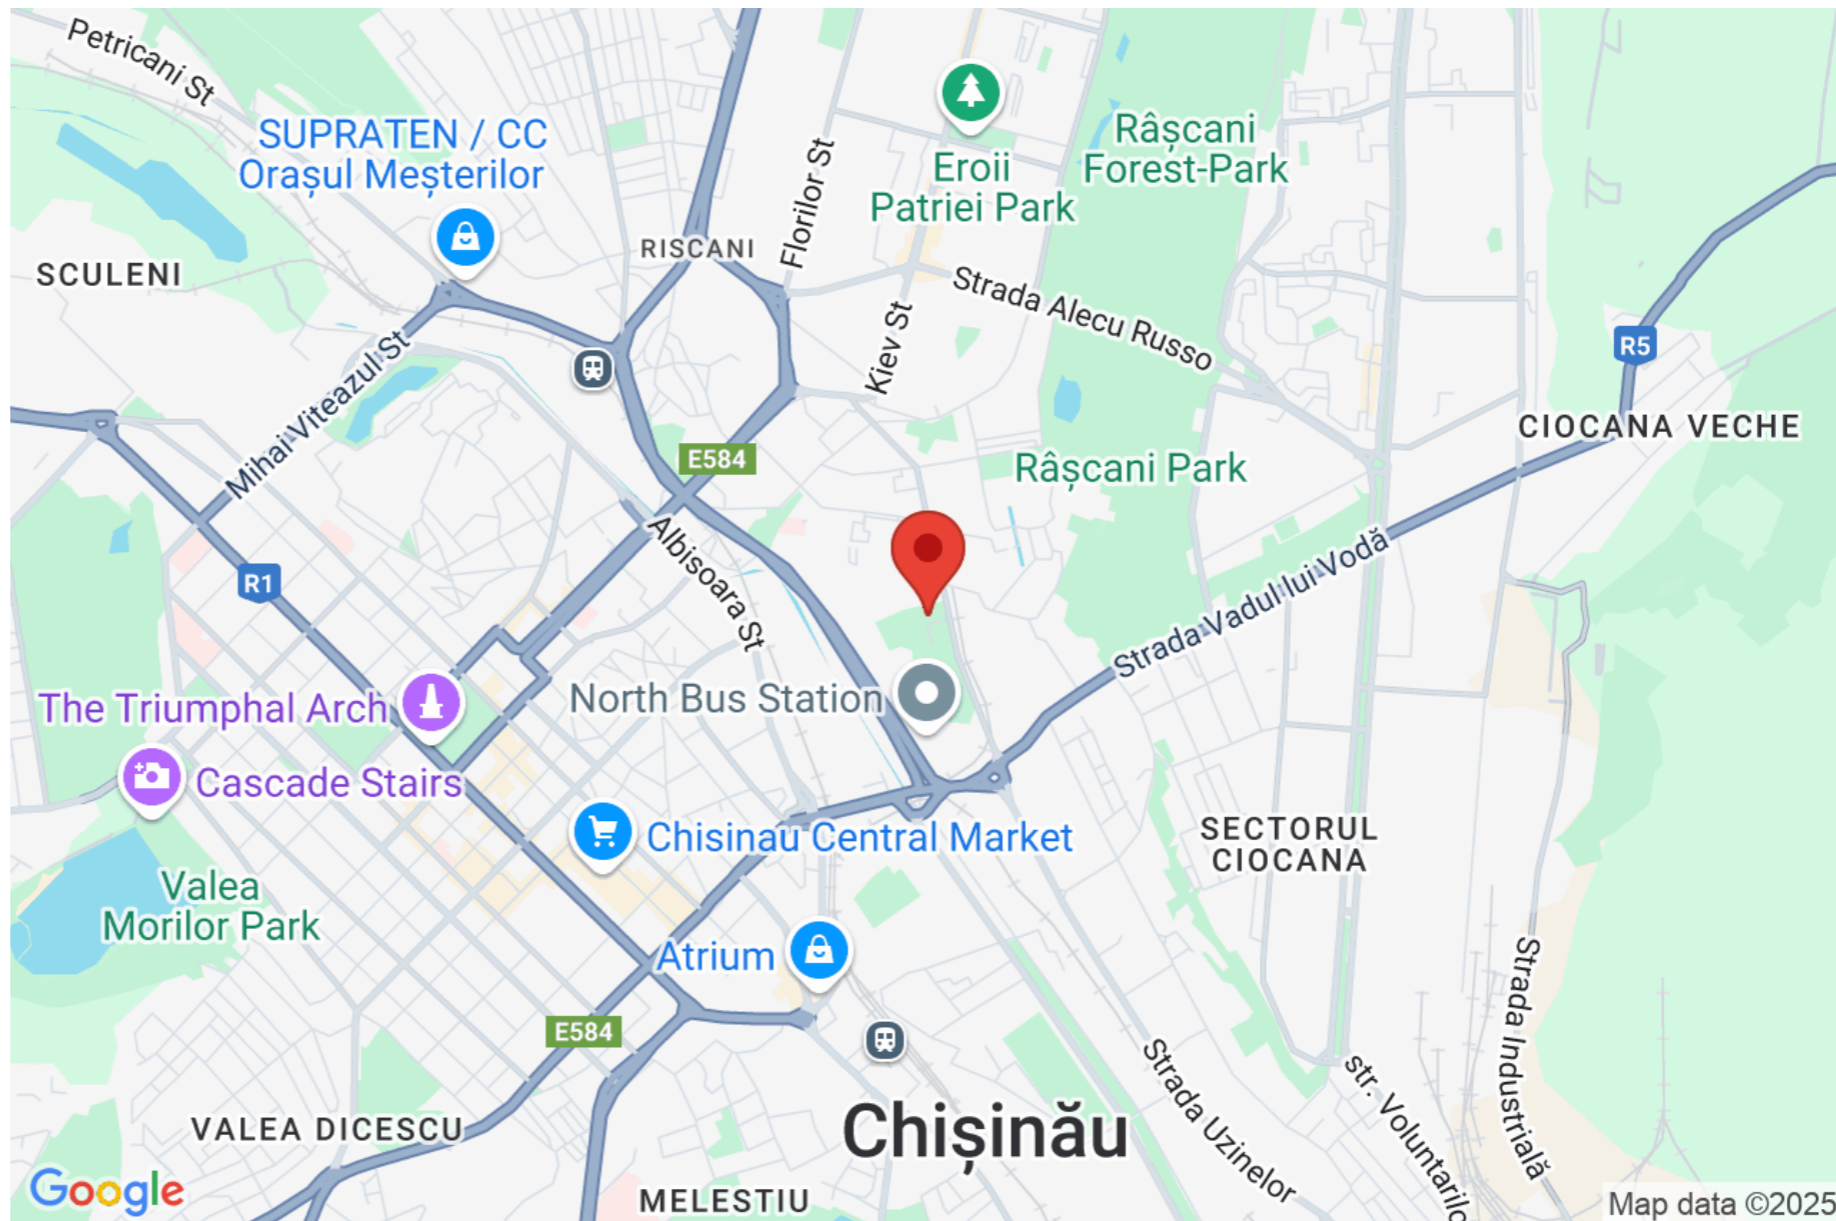 Petricani St
SUPRATEN / CC
Orașul Meșterilor
SCULENI
RISCANI
Florilor St
Eroii
Patriei Park
Râșcani
Forest-Park
Strada Alecu Russo
Kiev St
R5
CIOCANA VECHE
Mihai Viteazul St
E584
Râșcani Park
Albisoara St
R1
Strada Vadul lui Vodă
The Triumphal Arch
North Bus Station
Cascade Stairs
Chisinau Central Market
SECTORUL
CIOCANA
Valea
Morilor Park
Atrium
E584
Strada Industrială
Strada Uzinelor
str. Voluntarilo
VALEA DICESCU
Chișinău
MELESTIU
Google
Map data ©2025